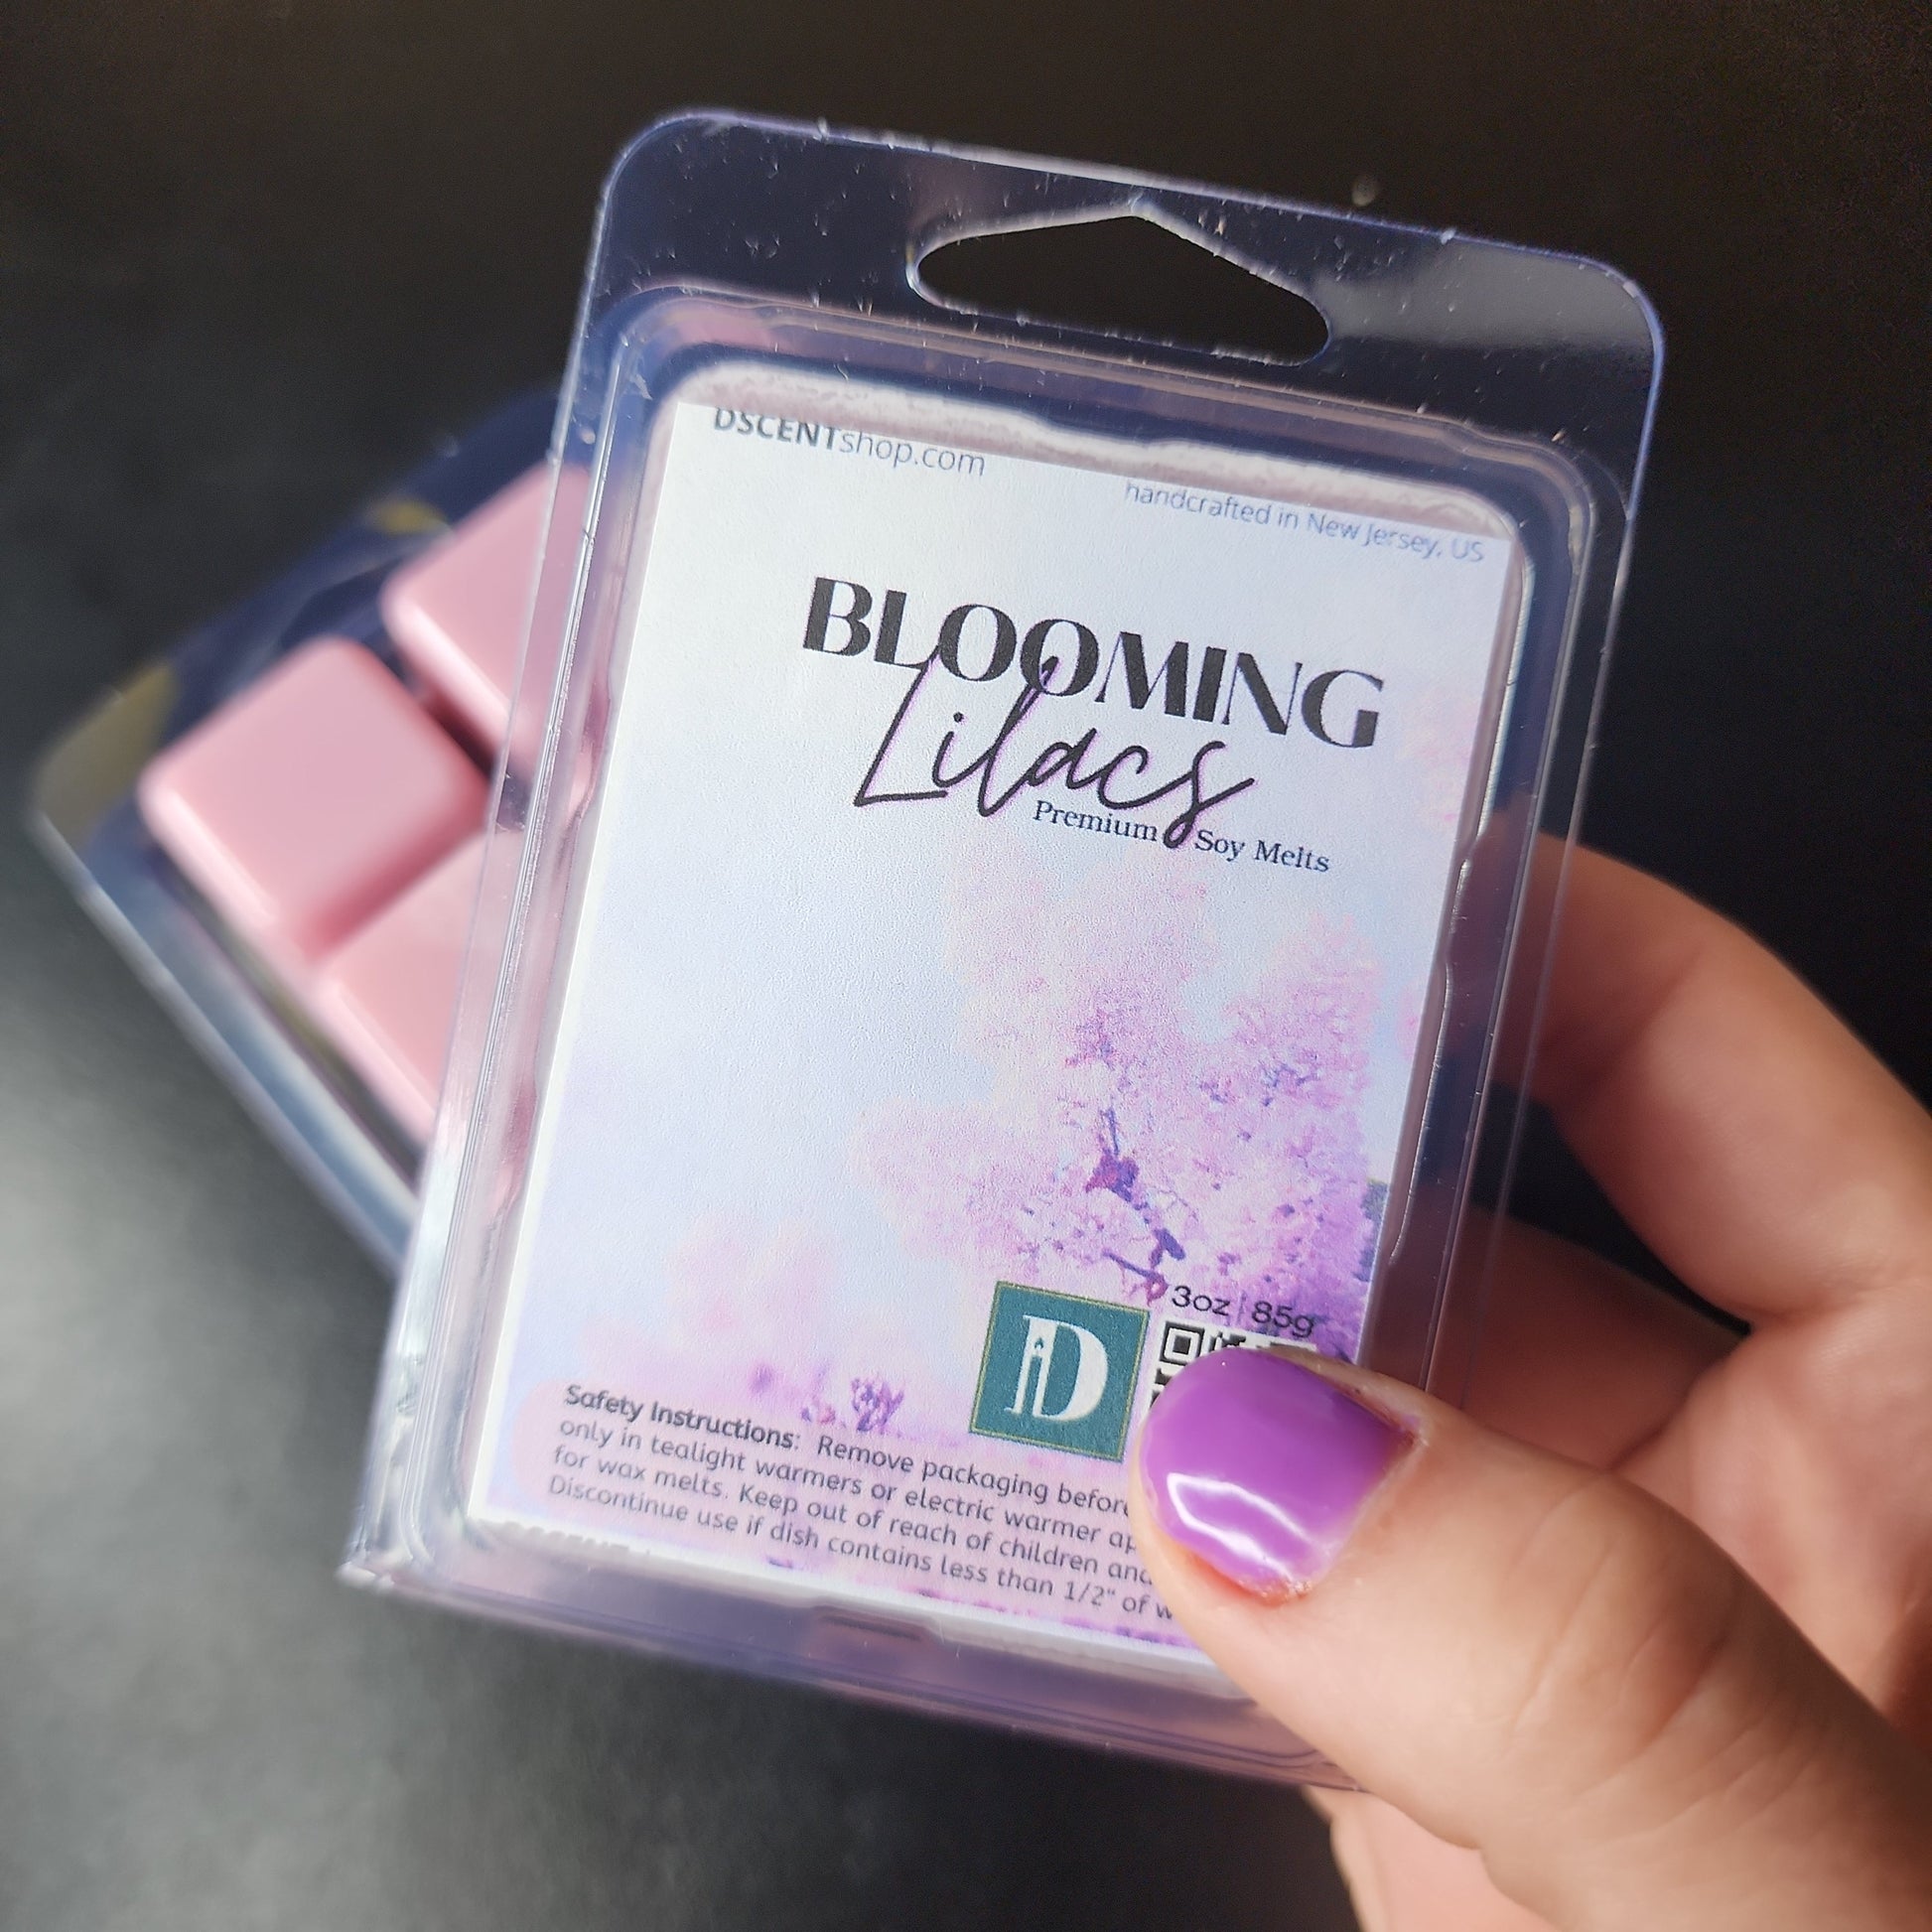 DSCENTshop.com
handcrafted in New Jersey, US
BLOOMING
Lilacs
Premium Soy Melts
3oz | 85g
D
Safety Instructions: Remove packaging before
only in tealight warmers or electric warmer
for wax melts. Keep out of reach of children and
Discontinue use if dish contains less than 1/2" of